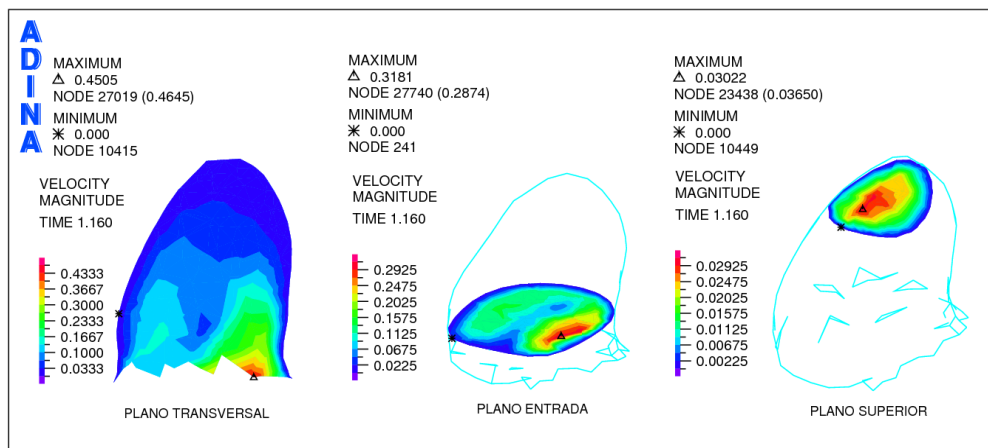 ADINA
MAXIMUM
0.4505
NODE 27019 (0.4645)
MINIMUM
0.000
NODE 10415
VELOCITY
MAGNITUDE
TIME 1.160
0.4333
0.3667
0.3000
0.2333
0.1667
0.1000
0.0333
PLANO TRANSVERSAL
MAXIMUM
0.3181
NODE 27740 (0.2874)
MINIMUM
0.000
NODE 241
VELOCITY
MAGNITUDE
TIME 1.160
0.2925
0.2475
0.2025
0.1575
0.1125
0.0675
0.0225
PLANO ENTRADA
MAXIMUM
0.03022
NODE 23438 (0.03650)
MINIMUM
0.000
NODE 10449
VELOCITY
MAGNITUDE
TIME 1.160
0.02925
0.02475
0.02025
0.01575
0.01125
0.00675
0.00225
PLANO SUPERIOR